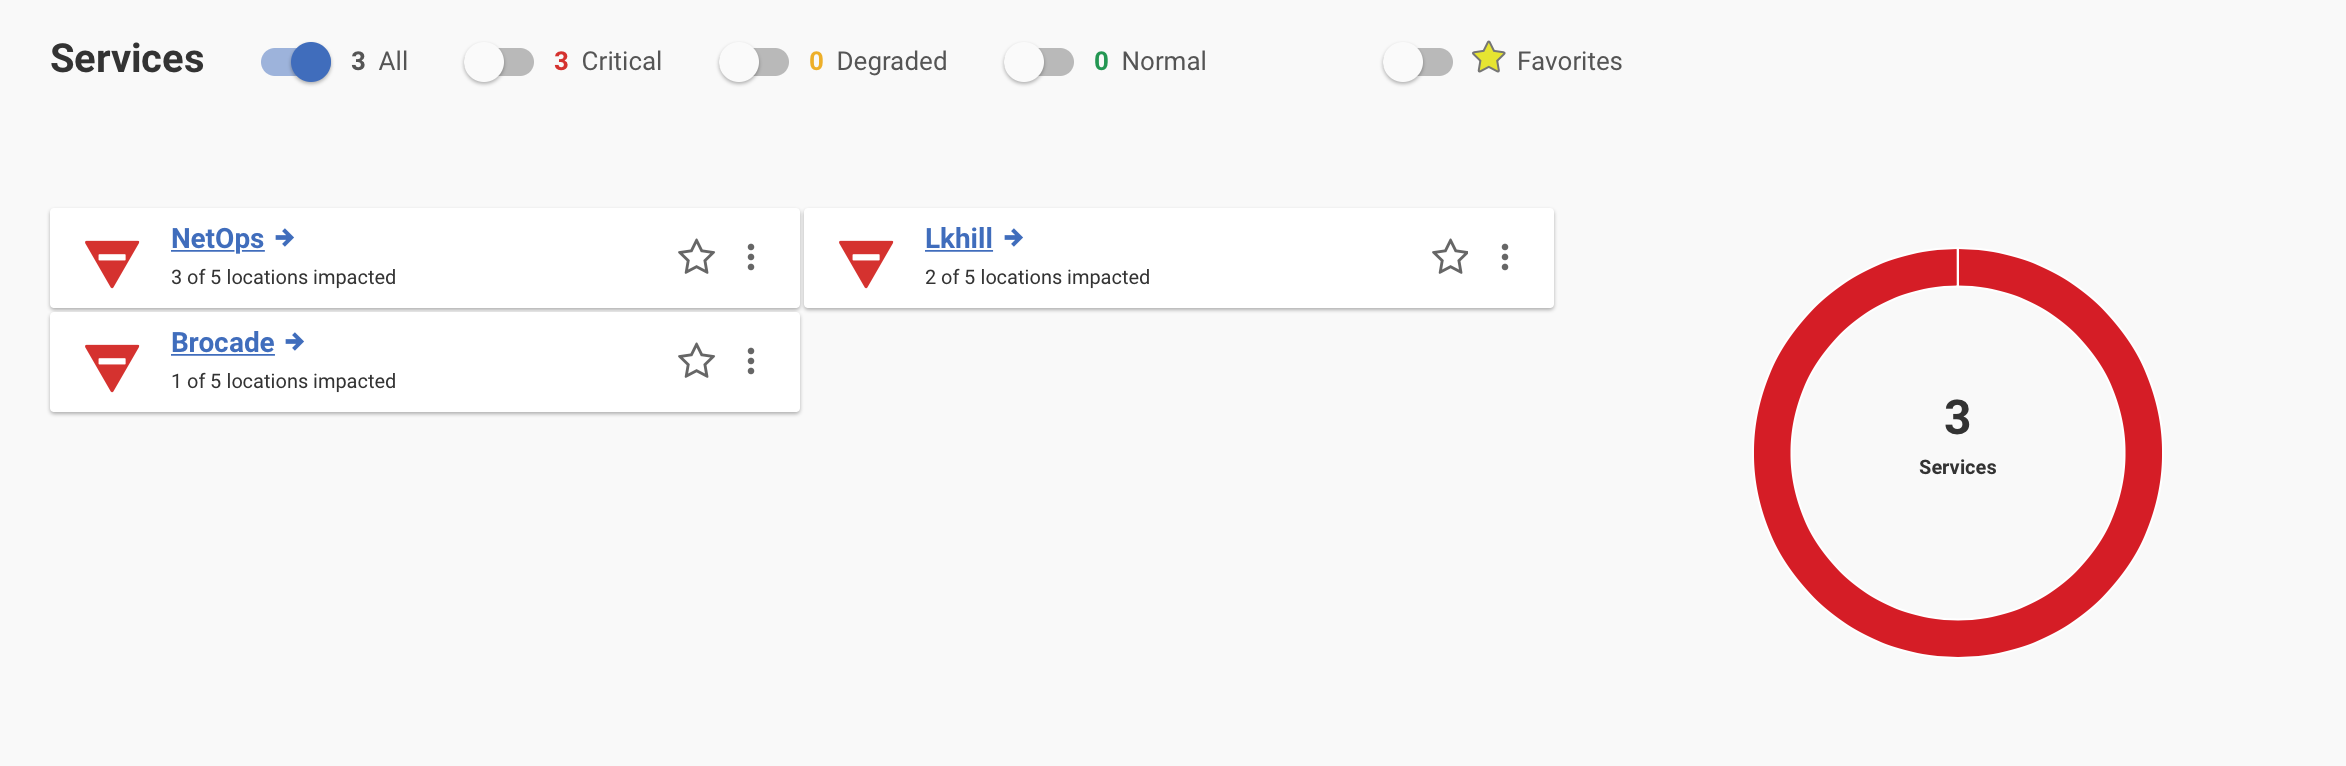 Services 3 All 3 Critical 0 Degraded 0 Normal Favorites
NetOps
3 of 5 locations impacted
Lkhill
2 of 5 locations impacted
Brocade
1 of 5 locations impacted
3
Services